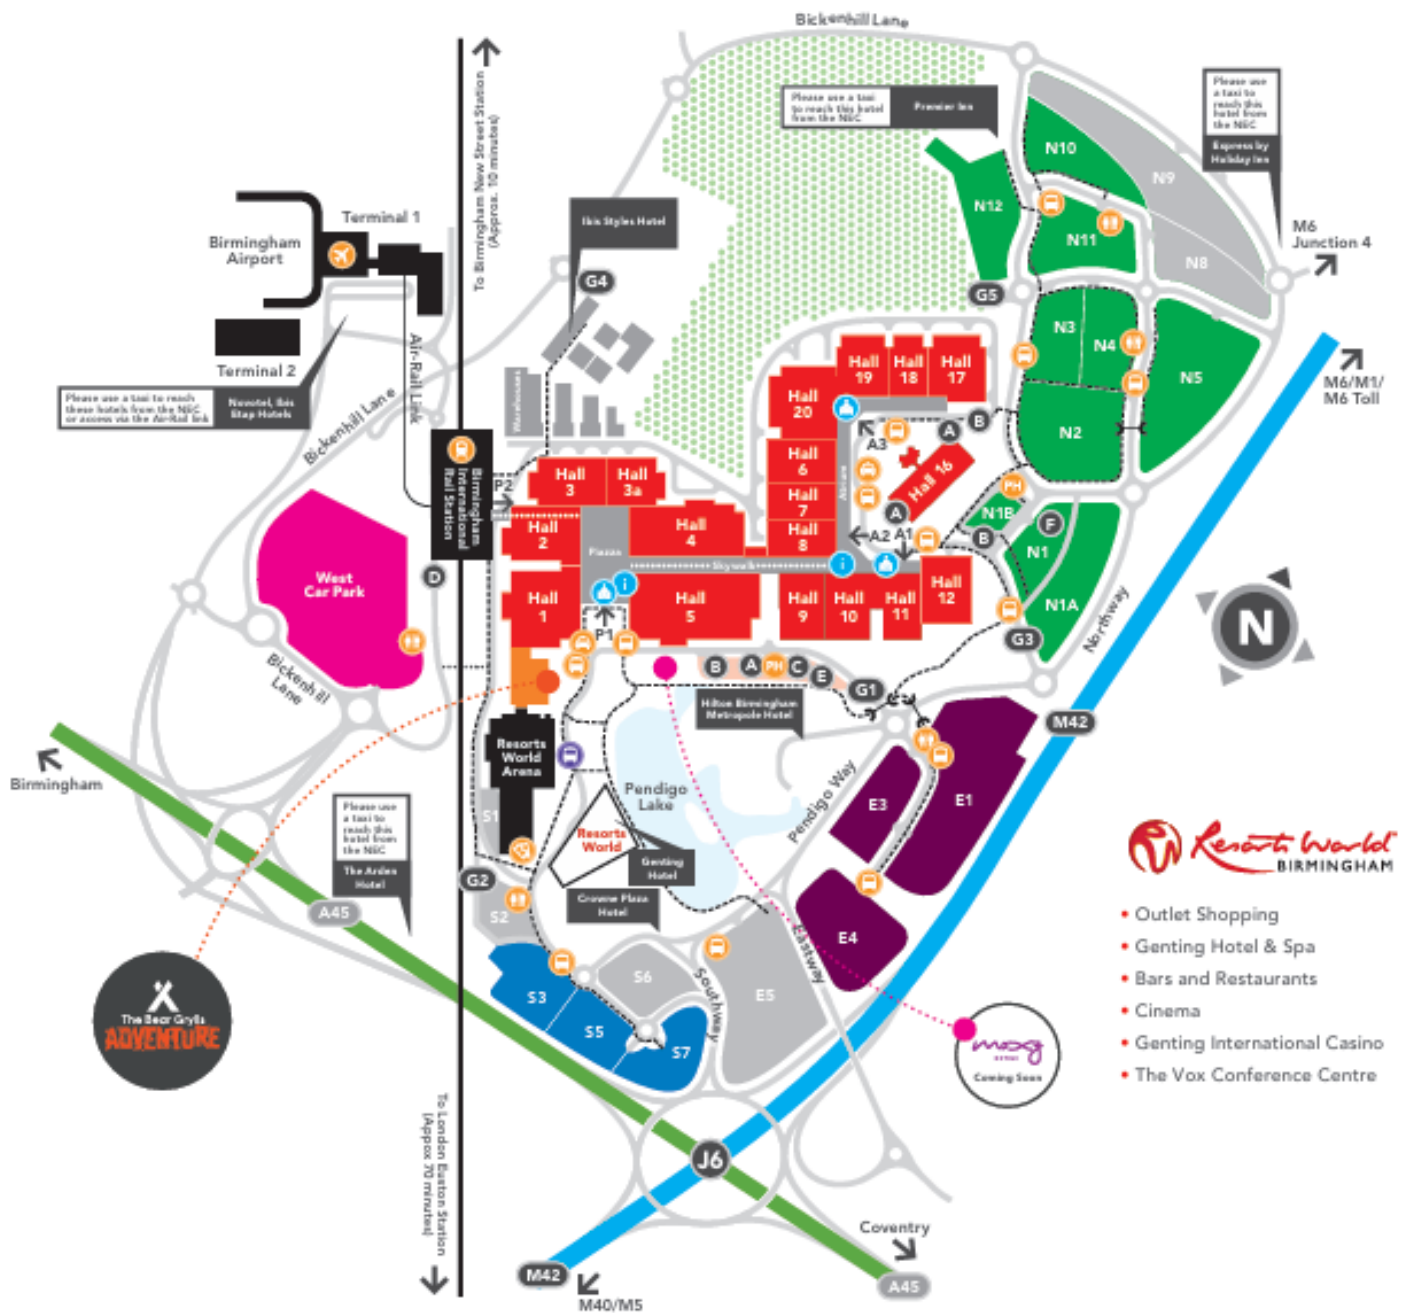 Bickenhill Lane
To Birmingham New Street Station
(Approx. 10 minutes)
Please use a taxi
to reach this hotel
from the NEC
Premier Inn
Please use
a taxi to
reach this
hotel from
the NEC
Express by
Holiday Inn
N10
N9
N12
N11
N8
M6
Junction 4
Ibis Styles Hotel
Terminal 1
Birmingham
Airport
G4
G5
N3
N4
N5
Terminal 2
Air-Rail Link
Please use a taxi to reach
these hotels from the NEC
or access via the Air-Rail link
Novotel, Ibis
Etap Hotels
Bickenhill Lane
Warehouses
Hall
19
Hall
18
Hall
17
Hall
20
M6/M1/
M6 Toll
A3
A
B
N2
Birmingham
International
Rail Station
P2
Hall
3
Hall
3a
Hall
6
Atrium
Hall 16
PH
Hall
7
A
N1B
F
Hall
2
Plaza
Hall
4
Hall
8
A2
A1
B
N1
Skywalk
i
West
Car Park
D
Hall
1
i
Hall
5
Hall
9
Hall
10
Hall
11
Hall
12
N1A
Northway
N
P1
G3
Bickenhill
Lane
B
A
PH
C
E
G1
Hilton Birmingham
Metropole Hotel
M42
Birmingham
Resorts
World
Arena
Pendigo
Lake
Pendigo Way
E3
E1
Please use
a taxi to
reach this
hotel from
the NEC
The Arden
Hotel
S1
Resorts
World
Genting
Hotel
G2
S2
Crowne Plaza
Hotel
A45
E4
Eastway
Resorts World
BIRMINGHAM
• Outlet Shopping
• Genting Hotel & Spa
• Bars and Restaurants
• Cinema
• Genting International Casino
• The Vox Conference Centre
S3
S6
Southway
E5
S5
S7
The Bear Grylls
ADVENTURE
moxy
HOTELS
Coming Soon
To London Euston Station
(Appox 70 minutes)
J6
Coventry
M42
A45
M40/M5